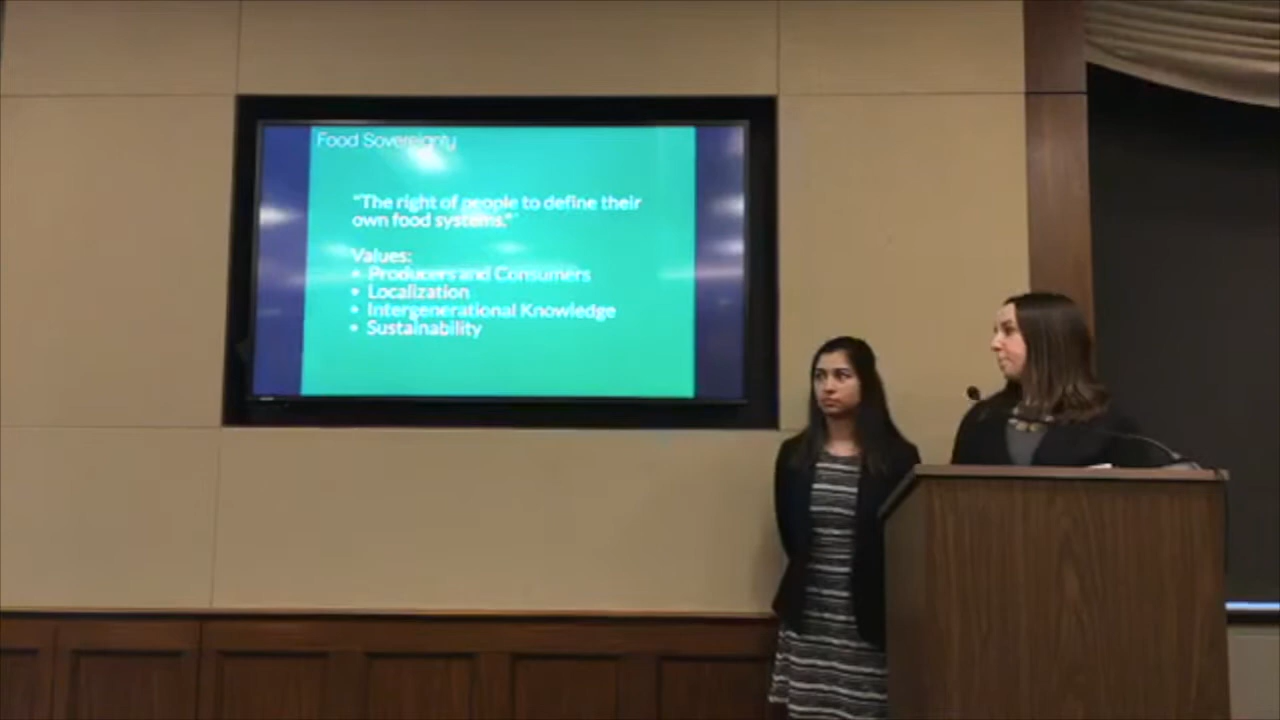 Food Sovereignty
"The right of people to define their
own food systems."
Values:
• Producers and Consumers
• Localization
• Intergenerational Knowledge
• Sustainability